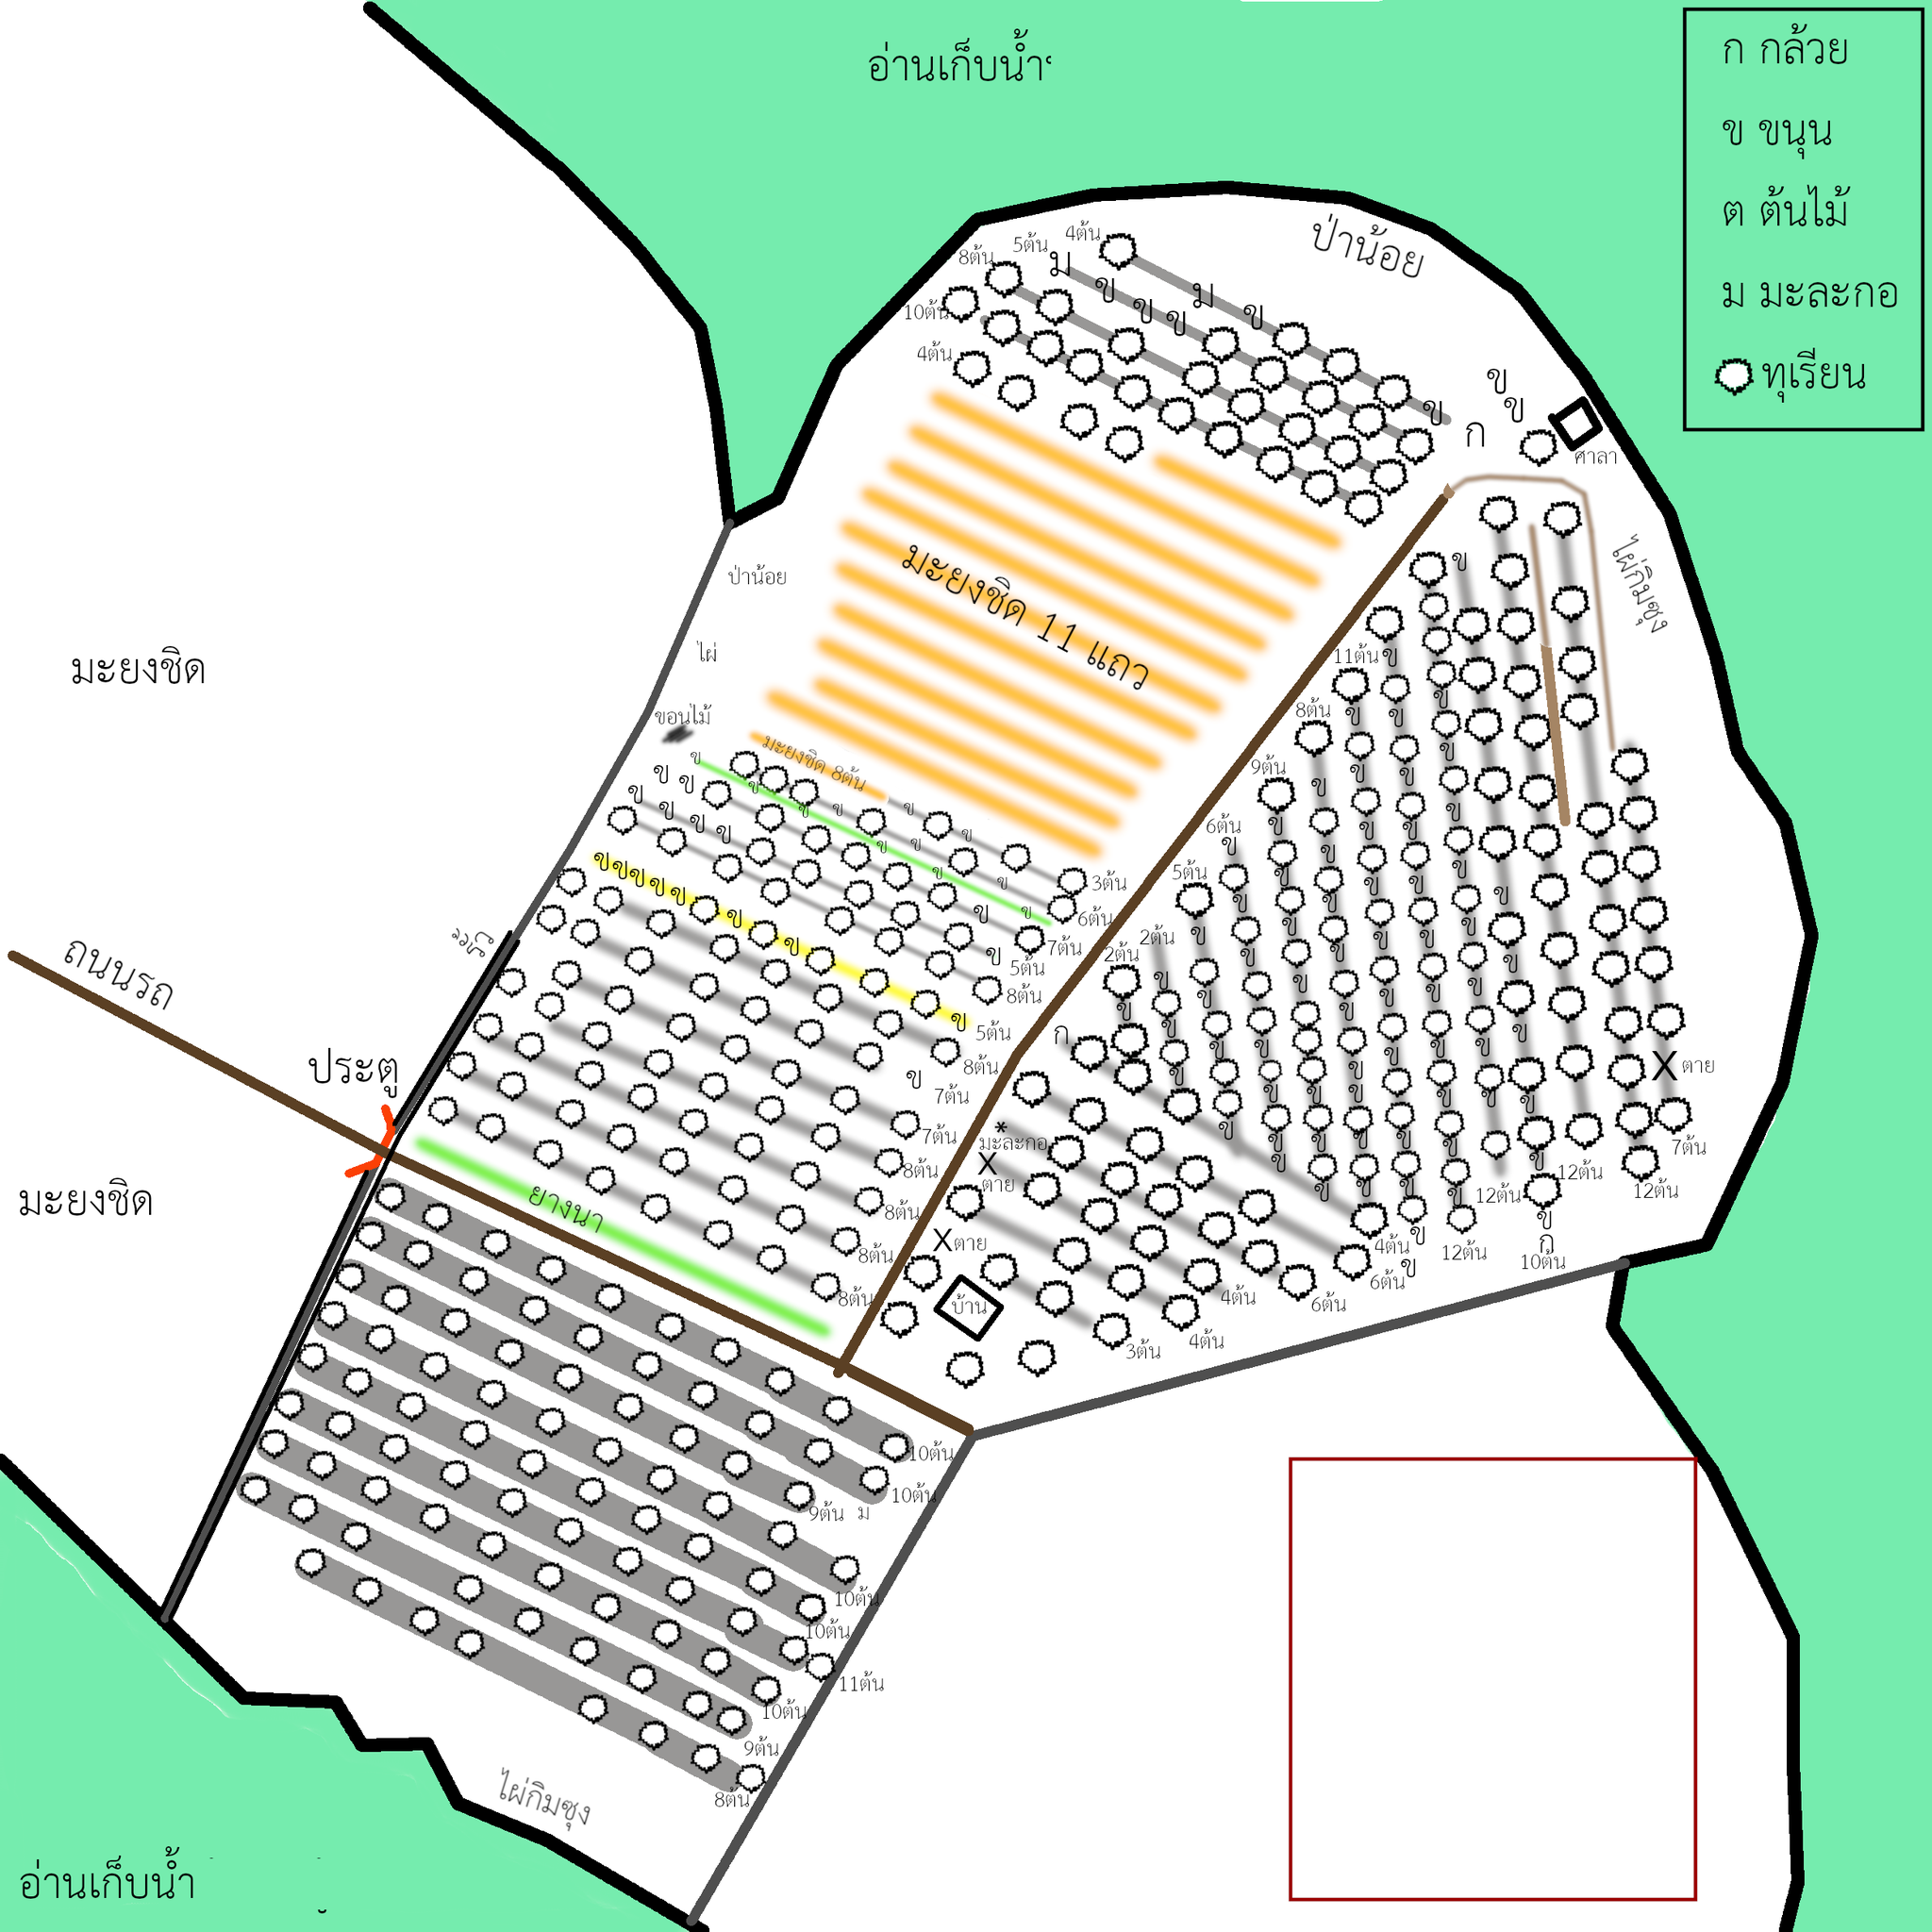 อ่านเก็บน้ำ
ก กล้วย
ข ขนุน
ต ต้นไม้
ม มะละกอ
ทุเรียน
ป่าน้อย
4ต้น
5ต้น
ม
8ต้น
ข
ม
ข
ข
ข
10ต้น
4ต้น
ข
ข
ข
ก
ศาลา
ไผ่กิมซุง
มะยงชิด 11 แถว
ป่าน้อย
ไผ่
ขอนไม้
มะยงชิด
มะยงชิด 8ต้น
3ต้น
6ต้น
7ต้น
5ต้น
8ต้น
5ต้น
8ต้น
7ต้น
7ต้น
8ต้น
8ต้น
8ต้น
8ต้น
11ต้น
8ต้น
9ต้น
6ต้น
5ต้น
2ต้น
2ต้น
ก
*
มะละกอ
X
ตาย
X ตาย
บ้าน
X ตาย
7ต้น
12ต้น
12ต้น
12ต้น
ข
ก
10ต้น
12ต้น
4ต้น
6ต้น
6ต้น
4ต้น
4ต้น
3ต้น
ถนนรถ
ประตู
มะยงชิด
ยางนา
10ต้น
10ต้น
9ต้น ม
10ต้น
10ต้น
11ต้น
10ต้น
9ต้น
8ต้น
ไผ่กิมซุง
อ่านเก็บน้ำ